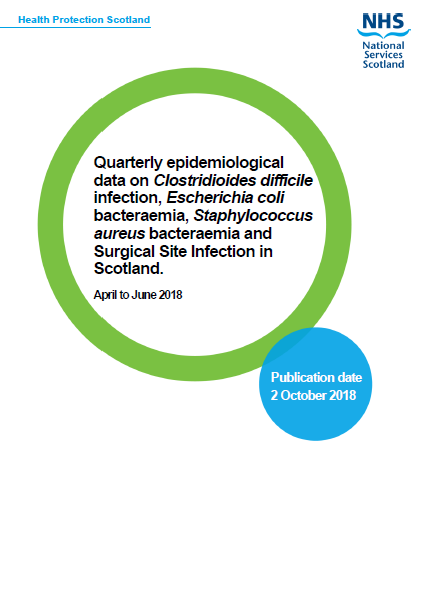 Health Protection Scotland
NHS
National
Services
Scotland
Quarterly epidemiological
data on Clostridioides difficile
infection, Escherichia coli
bacteraemia, Staphylococcus
aureus bacteraemia and
Surgical Site Infection in
Scotland.
April to June 2018
Publication date
2 October 2018